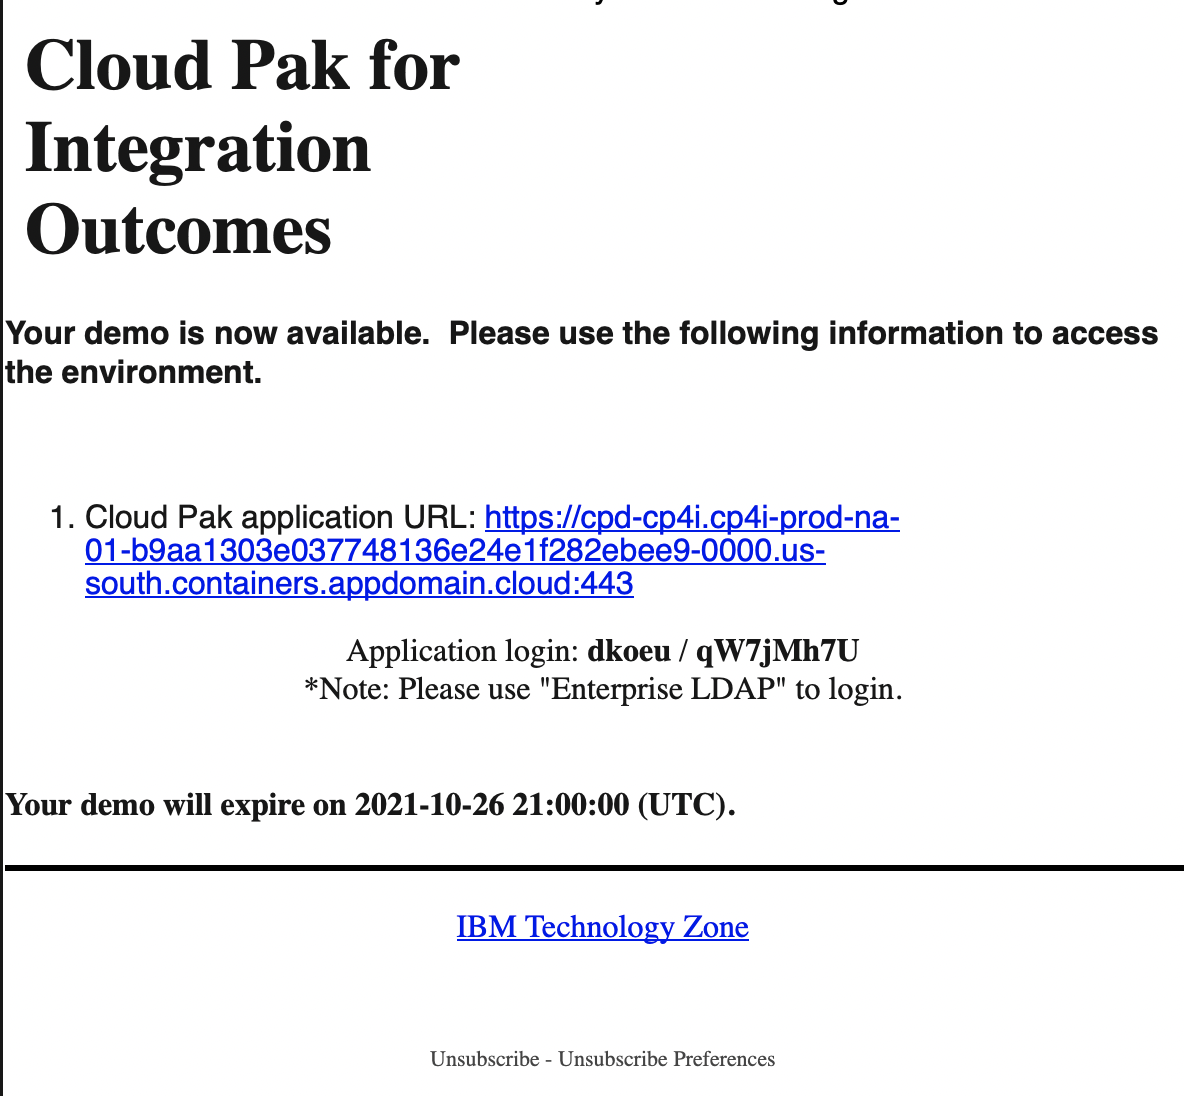 Cloud Pak for
Integration
Outcomes
Your demo is now available.  Please use the following information to access
the environment.
1. Cloud Pak application URL: https://cpd-cp4i.cp4i-prod-na-
01-b9aa1303e037748136e24e1f282ebee9-0000.us-
south.containers.appdomain.cloud:443
Application login: dkoeu / qW7jMh7U
*Note: Please use "Enterprise LDAP" to login.
Your demo will expire on 2021-10-26 21:00:00 (UTC).
IBM Technology Zone
Unsubscribe - Unsubscribe Preferences